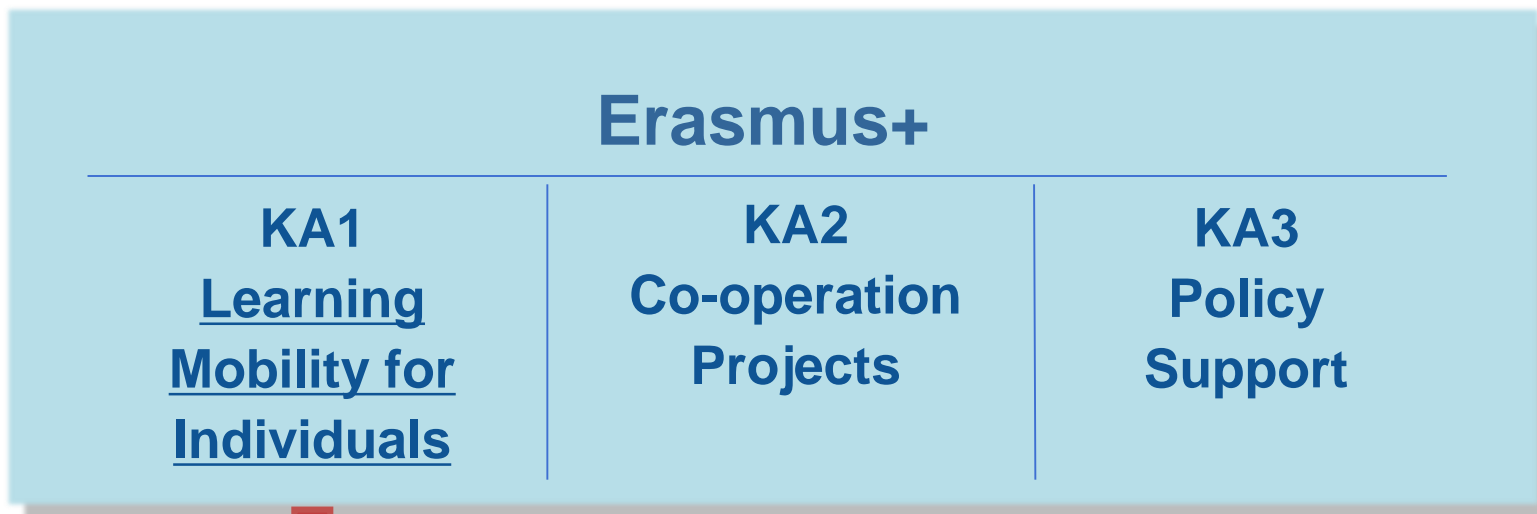 Erasmus+
KA1
Learning
Mobility for
Individuals
KA2
Co-operation
Projects
KA3
Policy
Support